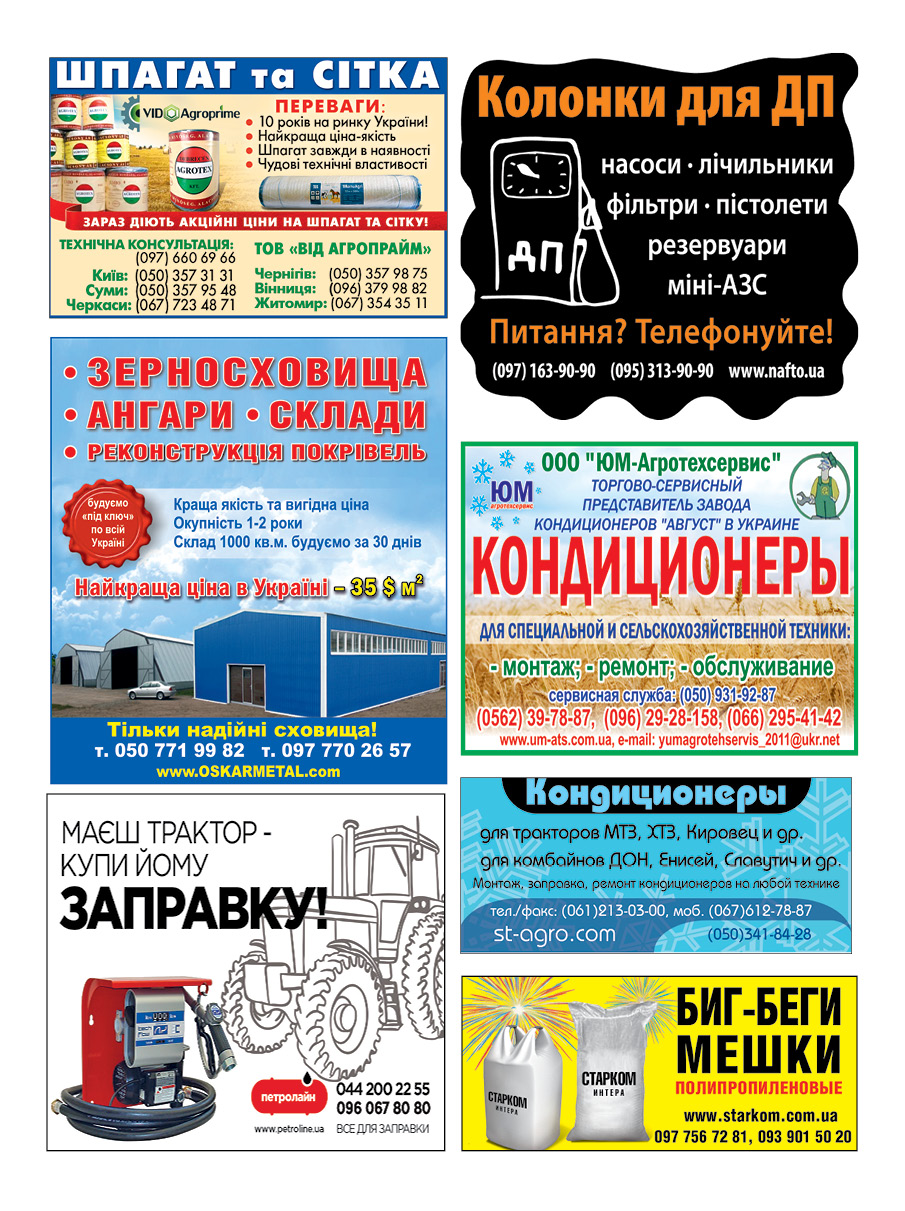 ШПАГАТ та СІТКА
VID Agroprime
ПЕРЕВАГИ:
• 10 років на ринку України!
• Найкраща ціна-якість
• Шпагат завжди в наявності
• Чудові технічні властивості
AGROTEX
ЗАРАЗ ДІЮТЬ АКЦІЙНІ ЦІНИ НА ШПАГАТ ТА СІТКУ!
ТЕХНІЧНА КОНСУЛЬТАЦІЯ:
(097) 660 69 66
Київ: (050) 357 31 31
Суми: (050) 357 95 48
Черкаси: (067) 723 48 71
ТОВ «ВІД АГРОПРАЙМ»
Чернігів: (050) 357 98 75
Вінниця: (096) 379 98 82
Житомир: (067) 354 35 11
Колонки для ДП
насоси · лічильники
фільтри · пістолети
резервуари
міні-АЗС
ДП
Питання? Телефонуйте!
(097) 163-90-90 (095) 313-90-90 www.nafto.ua
• ЗЕРНОСХОВИЩА
• АНГАРИ • СКЛАДИ
• РЕКОНСТРУКЦІЯ ПОКРІВЕЛЬ
будуємо
«під ключ»
по всій
Україні
Краща якість та вигідна ціна
Окупність 1-2 роки
Склад 1000 кв.м. будуємо за 30 днів
Найкраща ціна в Україні – 35 $ м²
Тільки надійні сховища!
т. 050 771 99 82 т. 097 770 26 57
www.OSKARMETAL.com
ООО "ЮМ-Агротехсервис"
ЮМ
агротехсервис
ТОРГОВО-СЕРВИСНЫЙ
ПРЕДСТАВИТЕЛЬ ЗАВОДА
КОНДИЦИОНЕРОВ "АВГУСТ" В УКРАИНЕ
КОНДИЦИОНЕРЫ
ДЛЯ СПЕЦИАЛЬНОЙ И СЕЛЬСКОХОЗЯЙСТВЕННОЙ ТЕХНИКИ:
- монтаж; - ремонт; - обслуживание
сервисная служба: (050) 931-92-87
(0562) 39-78-87, (096) 29-28-158, (066) 295-41-42
www.um-ats.com.ua, e-mail: yumagrotehservis_2011@ukr.net
МАЄШ ТРАКТОР -
КУПИ ЙОМУ
ЗАПРАВКУ!
петролайн
044 200 22 55
096 067 80 80
www.petroline.ua
ВСЕ ДЛЯ ЗАПРАВКИ
Кондиционеры
для тракторов МТЗ, ХТЗ, Кировец и др.
для комбайнов ДОН, Енисей, Славутич и др.
Монтаж, заправка, ремонт кондиционеров на любой технике
тел./факс: (061)213-03-00, моб. (067)612-78-87
st-agro.com (050)341-84-28
БИГ-БЕГИ
МЕШКИ
ПОЛИПРОПИЛЕНОВЫЕ
СТАРКОМ
ИНТЕРА
СТАРКОМ
ИНТЕРА
www.starkom.com.ua
097 756 72 81, 093 901 50 20